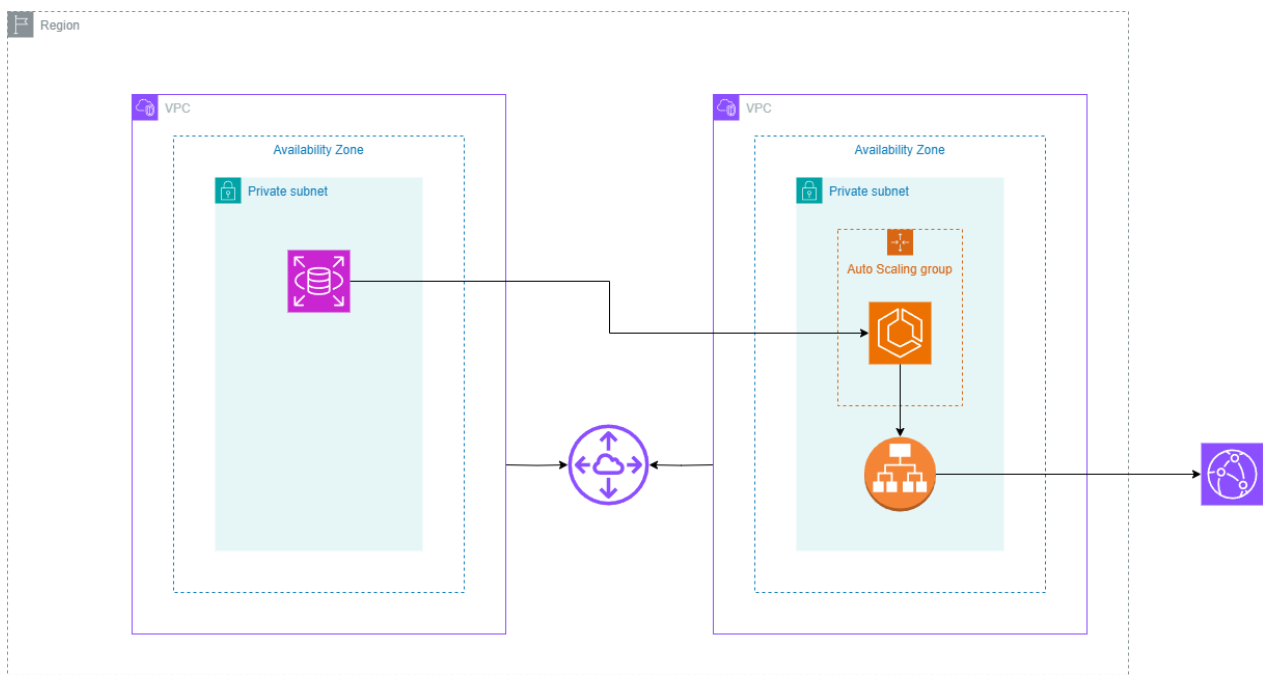 Region
VPC
VPC
Availability Zone
Availability Zone
Private subnet
Private subnet
Auto Scaling group